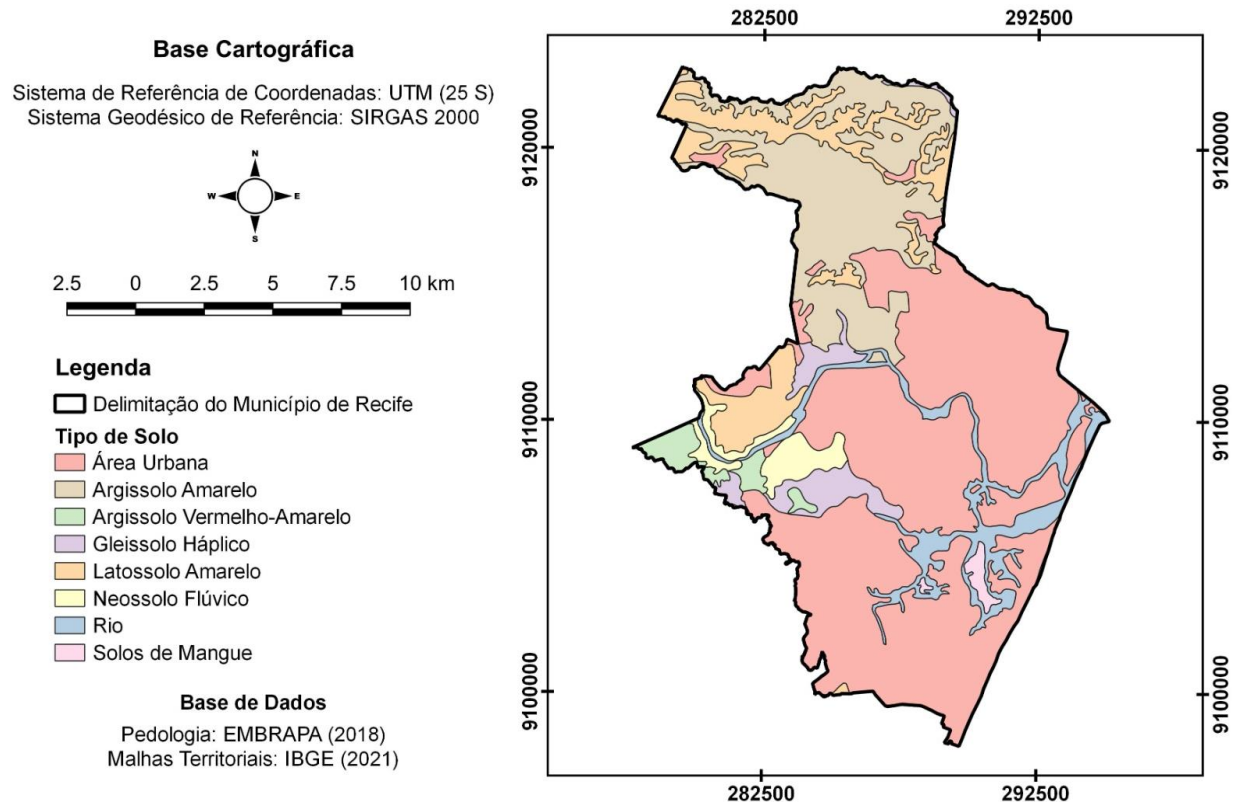 Base Cartográfica
Sistema de Referência de Coordenadas: UTM (25 S)
Sistema Geodésico de Referência: SIRGAS 2000
N
W
E
S
2.5 0 2.5 5 7.5 10 km
Legenda
Delimitação do Município de Recife
Tipo de Solo
Área Urbana
Argissolo Amarelo
Argissolo Vermelho-Amarelo
Gleissolo Háplico
Latossolo Amarelo
Neossolo Flúvico
Rio
Solos de Mangue
Base de Dados
Pedologia: EMBRAPA (2018)
Malhas Territoriais: IBGE (2021)
282500
292500
9120000
9120000
9110000
9110000
9100000
9100000
282500
292500